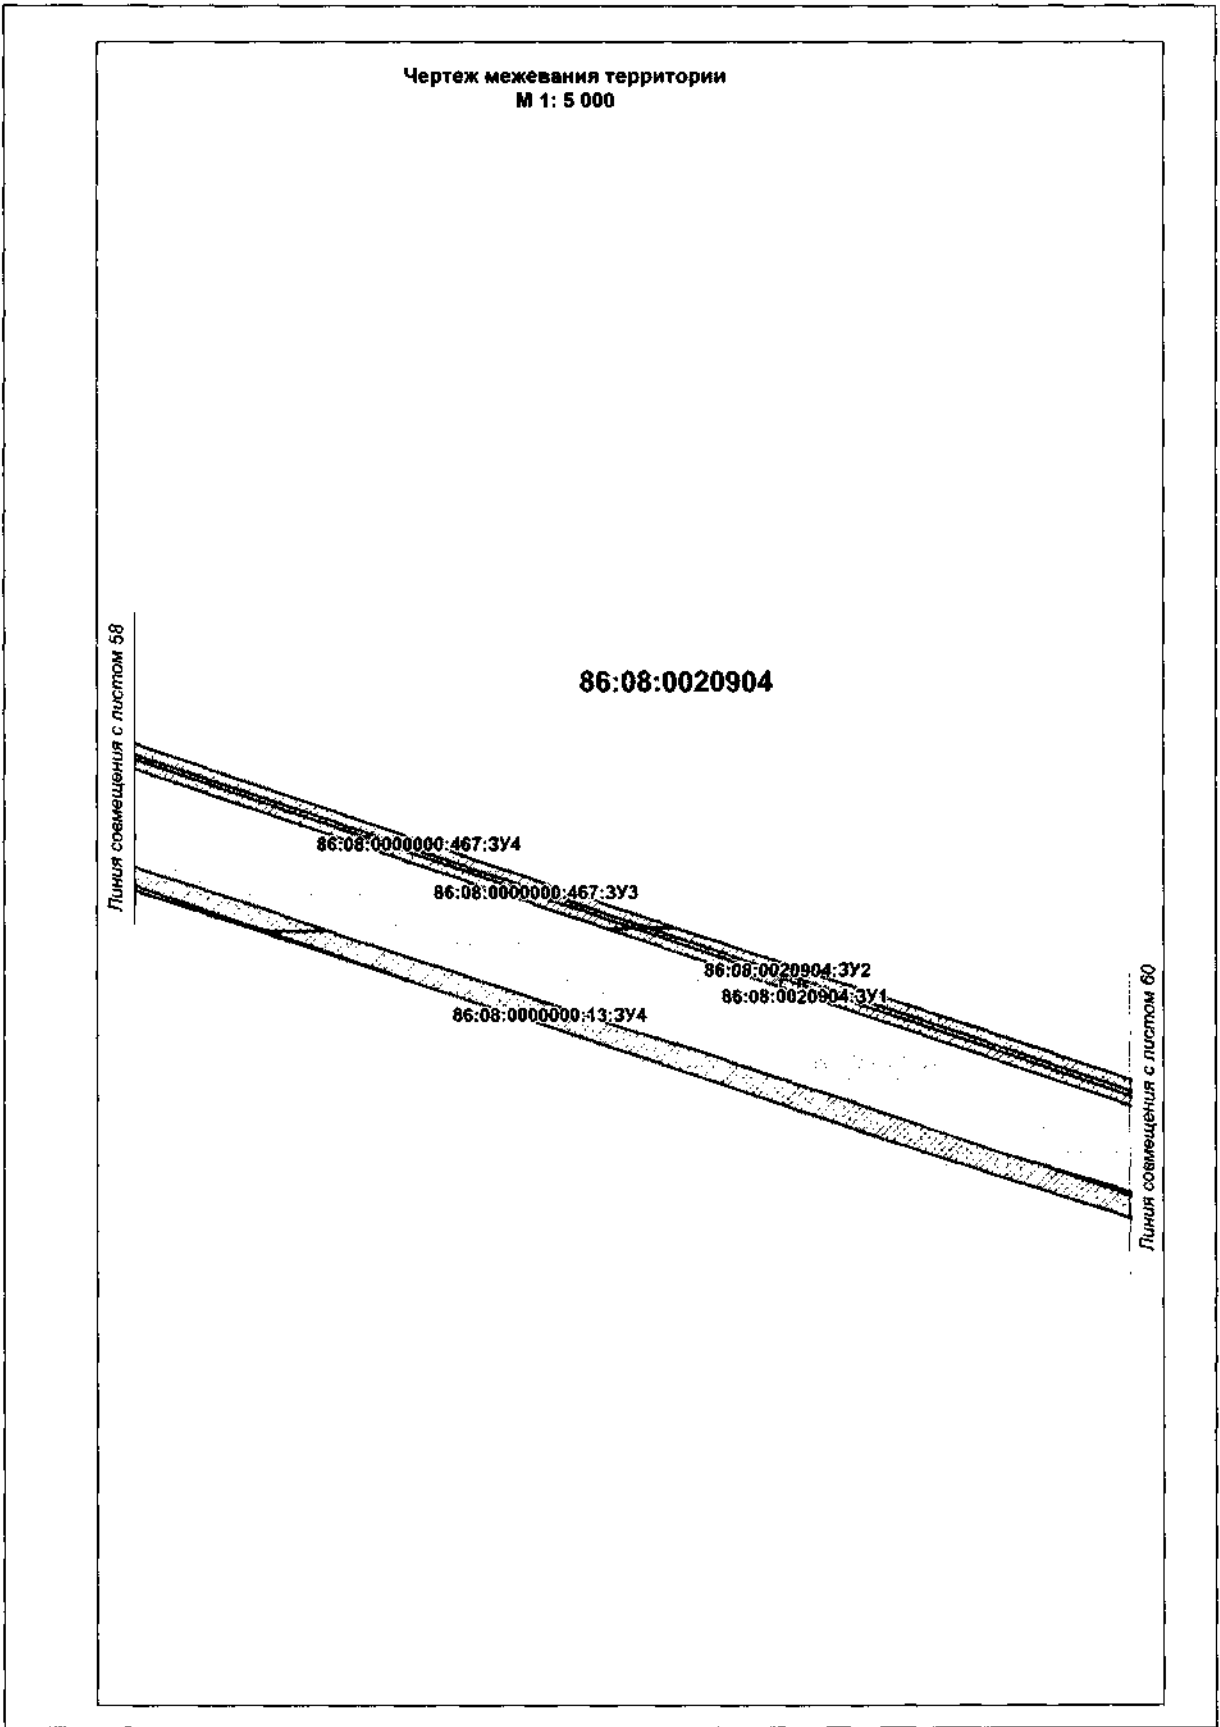 Чертеж межевания территории
М 1: 5 000
Линия совмещения с листом 58
86:08:0020904
86:08:0000000:467:ЗУ4
86:08:0000000:467:ЗУ3
86:08:0020904:ЗУ2
86:08:0020904:ЗУ1
86:08:0000000:13:ЗУ4
Линия совмещения с листом 60